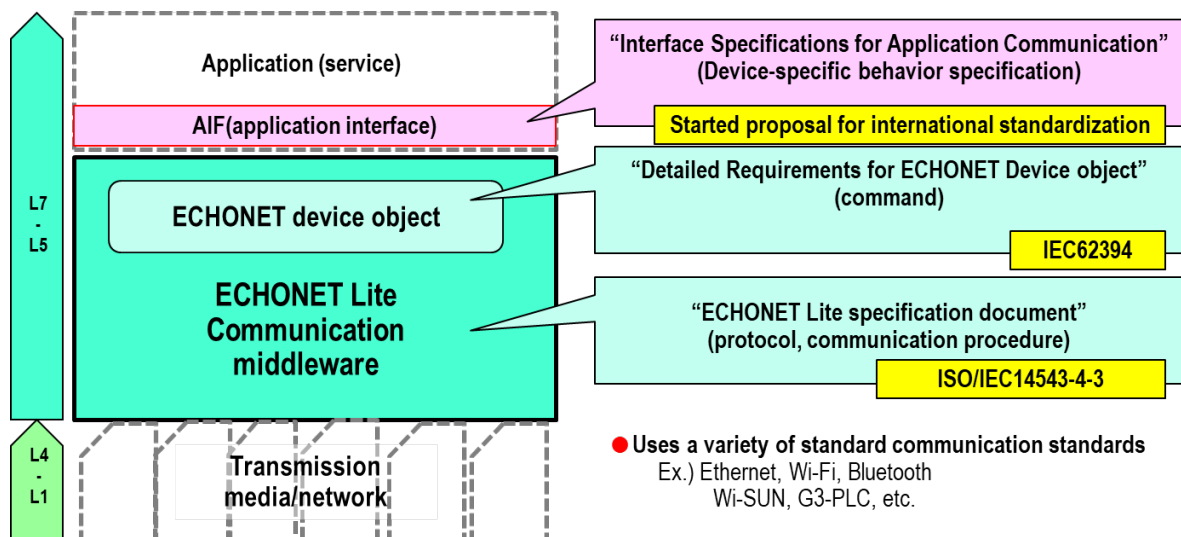 Application (service)
AIF(application interface)
L7
-
L5
ECHONET device object
ECHONET Lite
Communication
middleware
L4
-
L1
Transmission
media/network
“Interface Specifications for Application Communication”
(Device-specific behavior specification)
Started proposal for international standardization
“Detailed Requirements for ECHONET Device object”
(command)
IEC62394
“ECHONET Lite specification document”
(protocol, communication procedure)
ISO/IEC14543-4-3
● Uses a variety of standard communication standards
Ex.) Ethernet, Wi-Fi, Bluetooth
Wi-SUN, G3-PLC, etc.